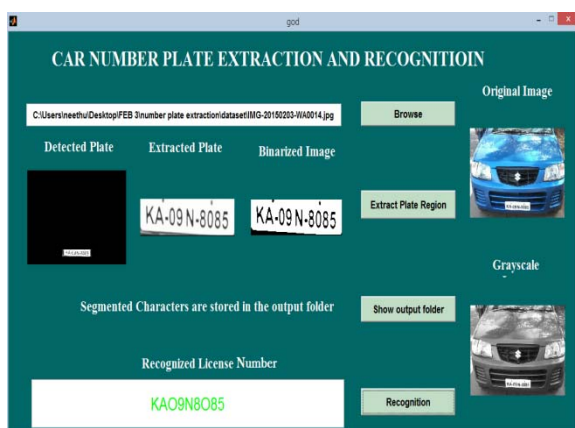 god
CAR NUMBER PLATE EXTRACTION AND RECOGNITIOIN
Original Image
C:\Users\neethu\Desktop\FEB 3\number plate extraction\dataset\IMG-20150203-WA0014.jpg
Browse
Detected Plate
Extracted Plate
Binarized Image
KA-09 N-8085
KA-09 N-8085
Extract Plate Region
Grayscale
Segmented Characters are stored in the output folder
Show output folder
Recognized License Number
KAO9N8O85
Recognition